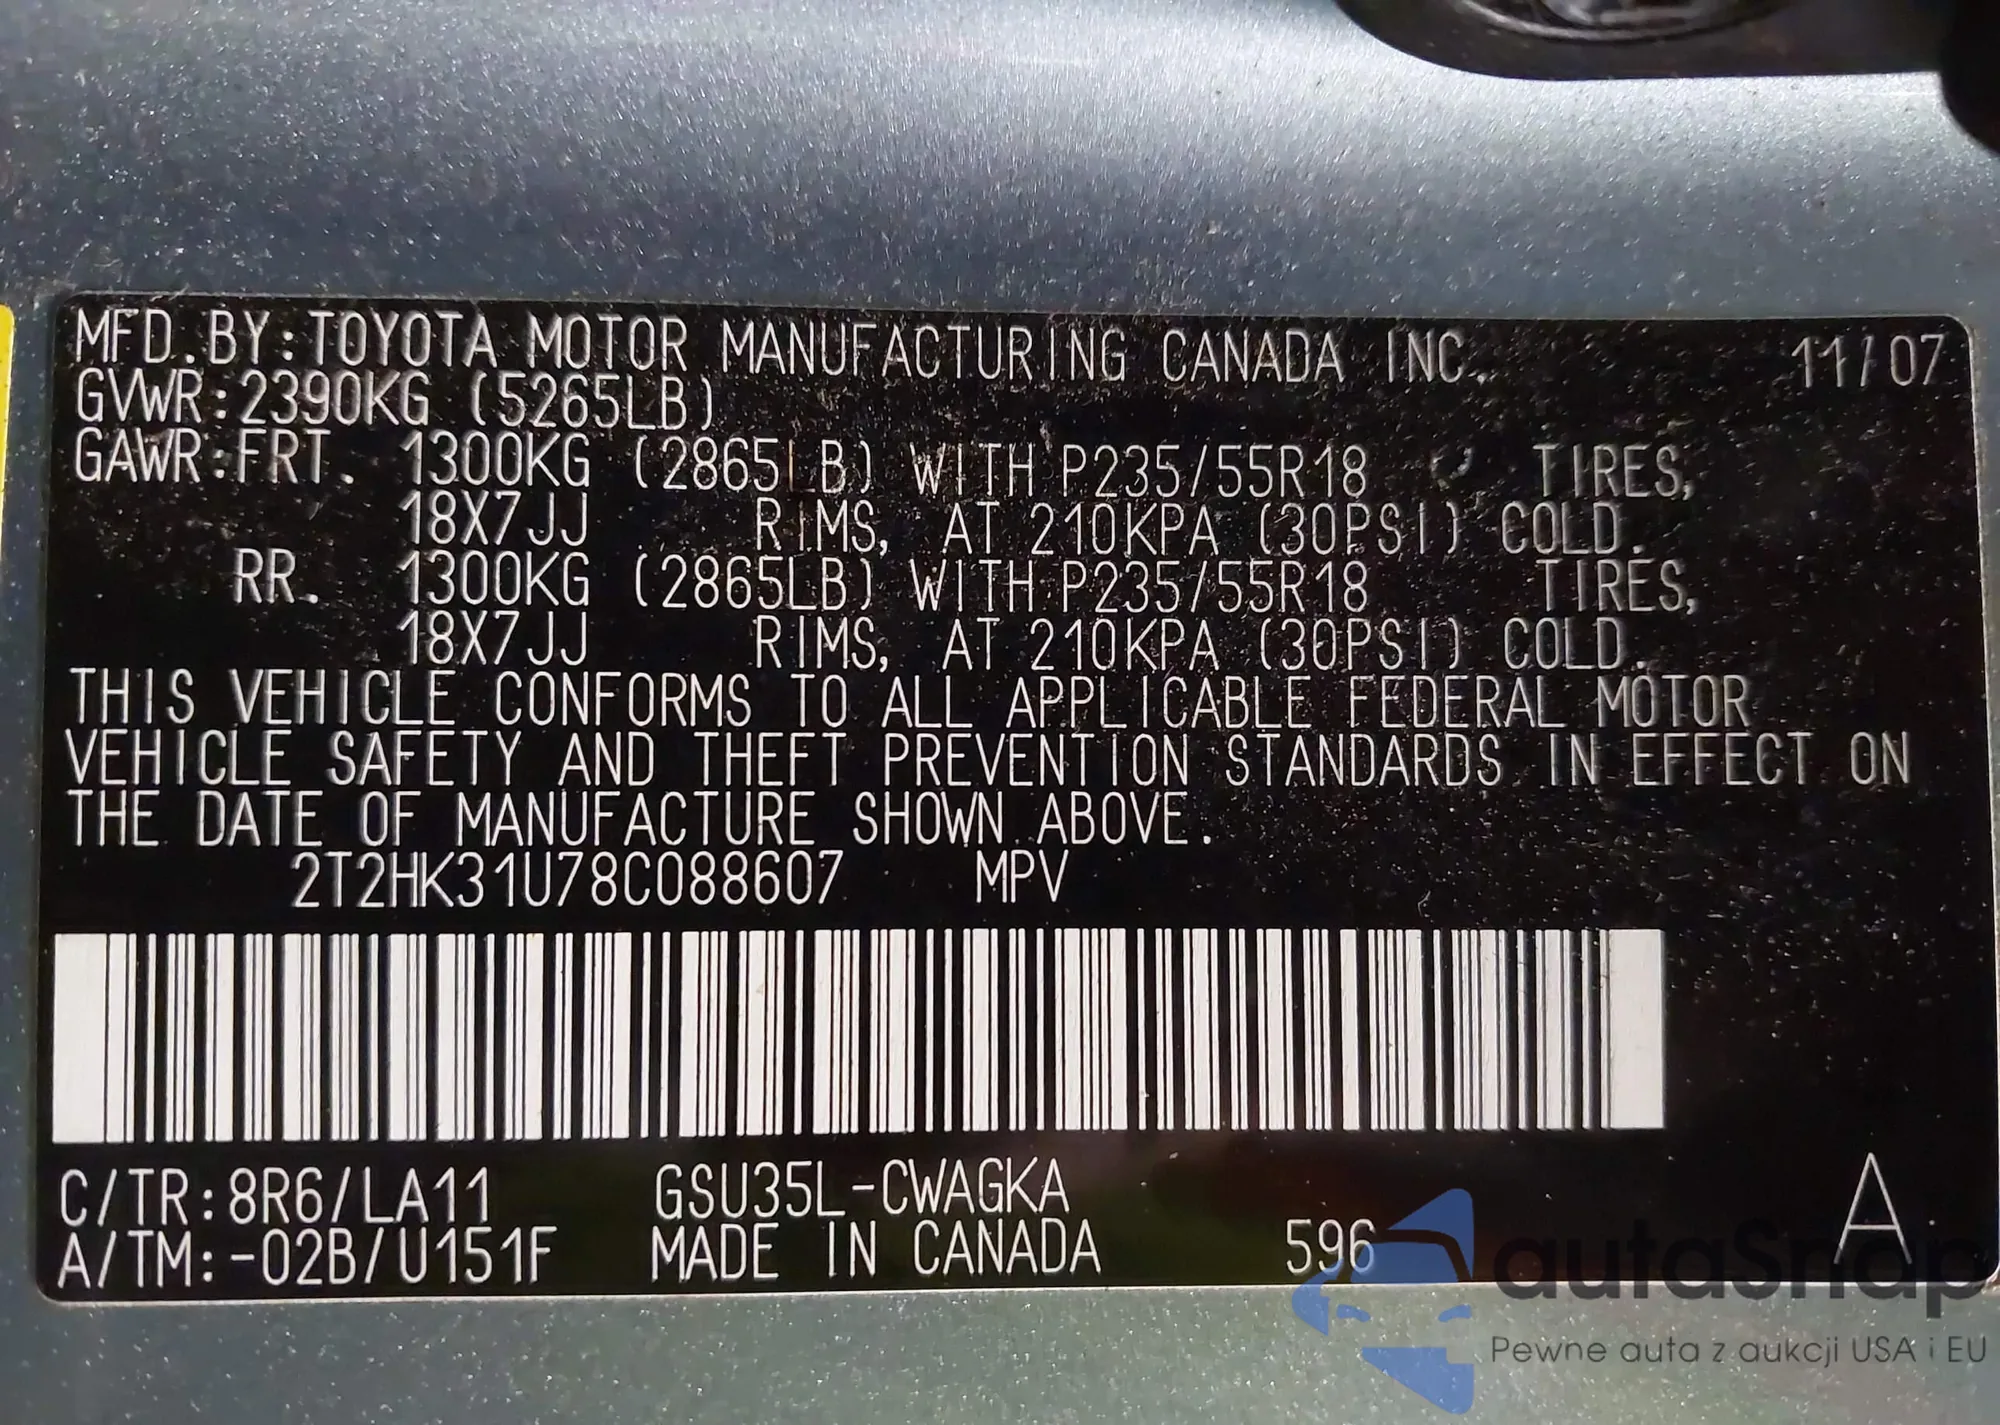 MFD.BY:TOYOTA MOTOR MANUFACTURING CANADA INC. 11/07
GVWR:2390KG (5265LB)
GAWR:FRT. 1300KG (2865LB) WITH P235/55R18 TIRES,
18X7JJ RIMS, AT 210KPA (30PSI) COLD.
RR. 1300KG (2865LB) WITH P235/55R18 TIRES,
18X7JJ RIMS, AT 210KPA (30PSI) COLD.
THIS VEHICLE CONFORMS TO ALL APPLICABLE FEDERAL MOTOR
VEHICLE SAFETY AND THEFT PREVENTION STANDARDS IN EFFECT ON
THE DATE OF MANUFACTURE SHOWN ABOVE.
2T2HK31U78C088607 MPV
C/TR:8R6/LA11 GSU35L-CWAGKA A
A/TM:-02B/U151F MADE IN CANADA 596
autaSnap
Pewne auta z aukcji USA i EU